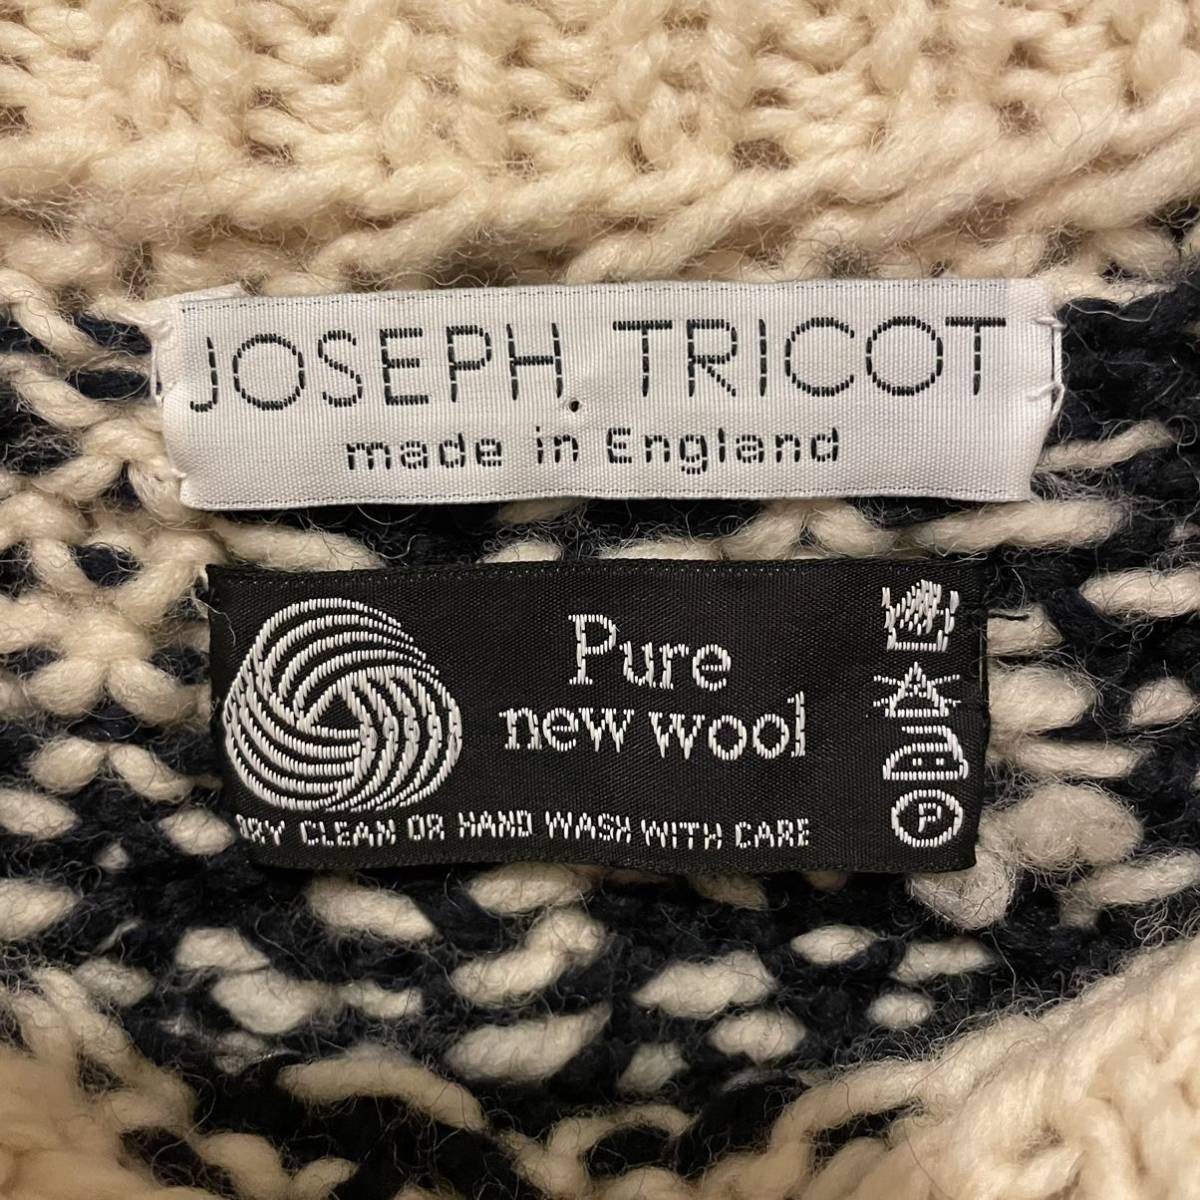 JOSEPH TRICOT
made in England
Pure
new wool
DRY CLEAN OR HAND WASH WITH CARE
P